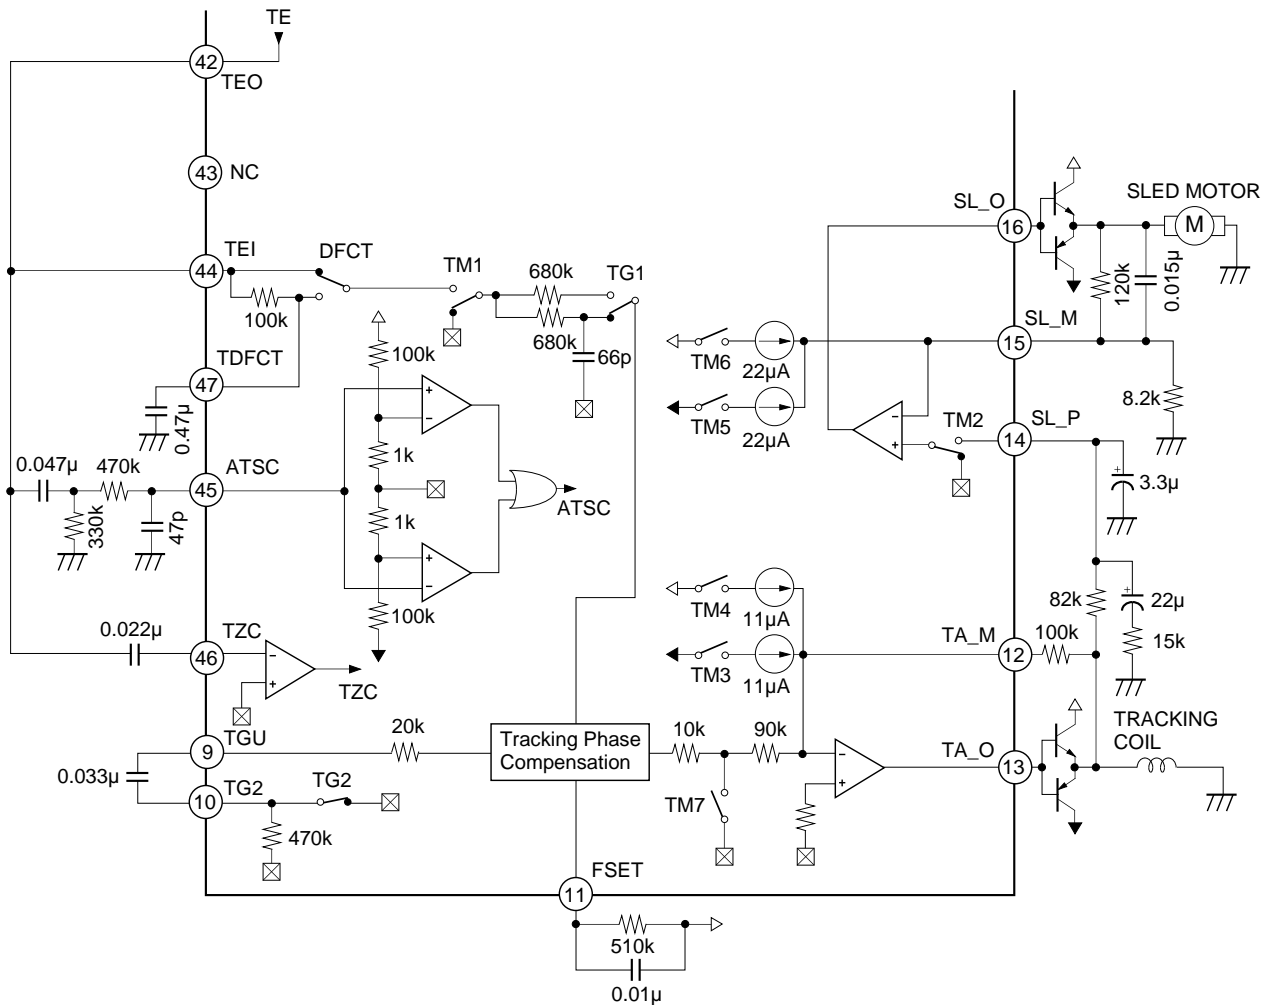 TE
42
TEO
43 NC
TEI
44
DFCT
100k
TDFCT
47
0.47µ
TM1
680k
680k
TG1
66p
100k
1k
1k
100k
0.047µ
470k
330k
47p
ATSC
45
ATSC
+
−
+
−
0.022µ
TZC
46
−
+
TZC
TGU
9
20k
0.033µ
TG2
10
TG2
470k
Tracking Phase
Compensation
10k
90k
TM7
−
+
FSET
11
510k
0.01µ
SL_O
16
SLED MOTOR
M
120k
0.015µ
SL_M
15
8.2k
TM6
22µA
TM5
22µA
−
+
TM2
SL_P
14
+
3.3µ
TM4
11µA
TM3
11µA
82k
+
22µ
15k
TA_M
12
100k
TA_O
13
TRACKING
COIL